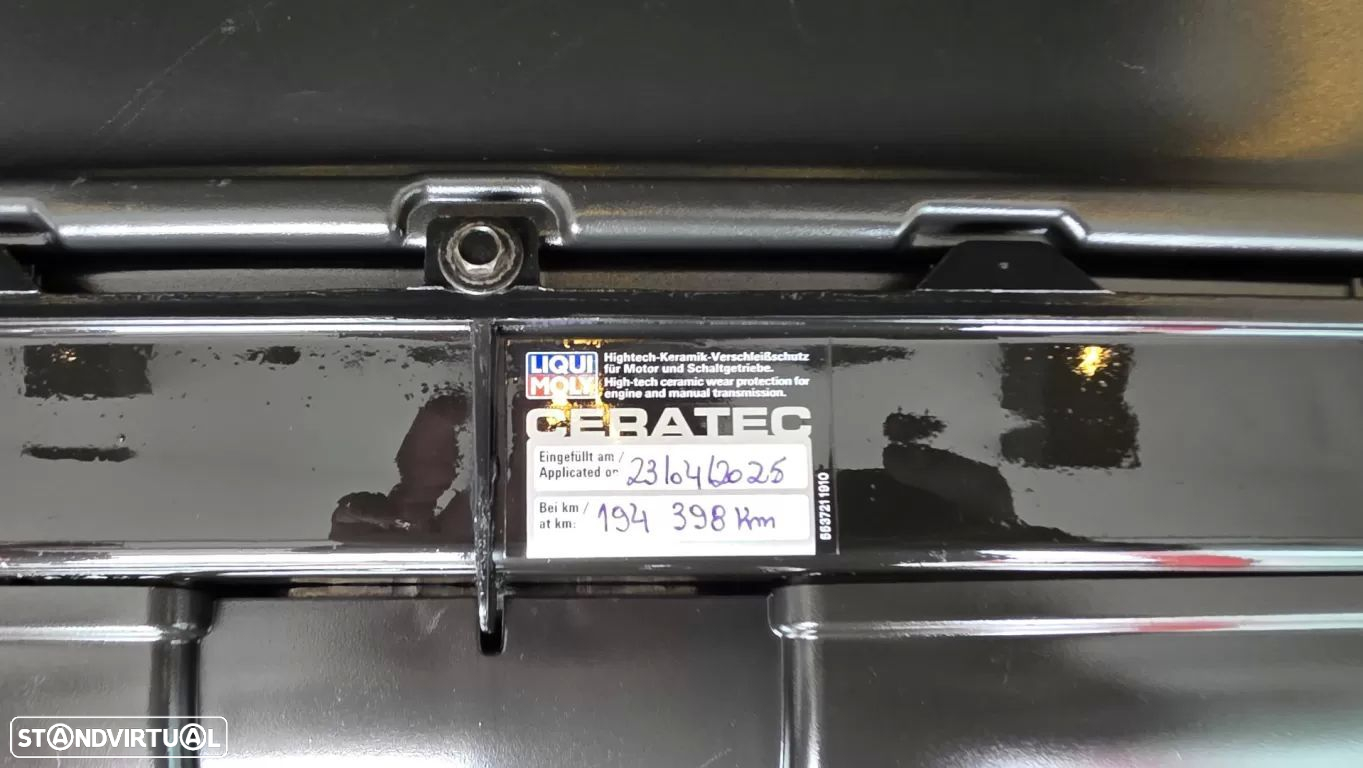 LIQUI
MOLY
Hightech-Keramik-Verschleißschutz
für Motor und Schaltgetriebe.
High-tech ceramic wear protection for
engine and manual transmission.
CERATEC
Eingefüllt am /
Applicated on
23/04/2025
Bei km /
at km:
194 398 Km
5537211910
STANDVIRTUAL